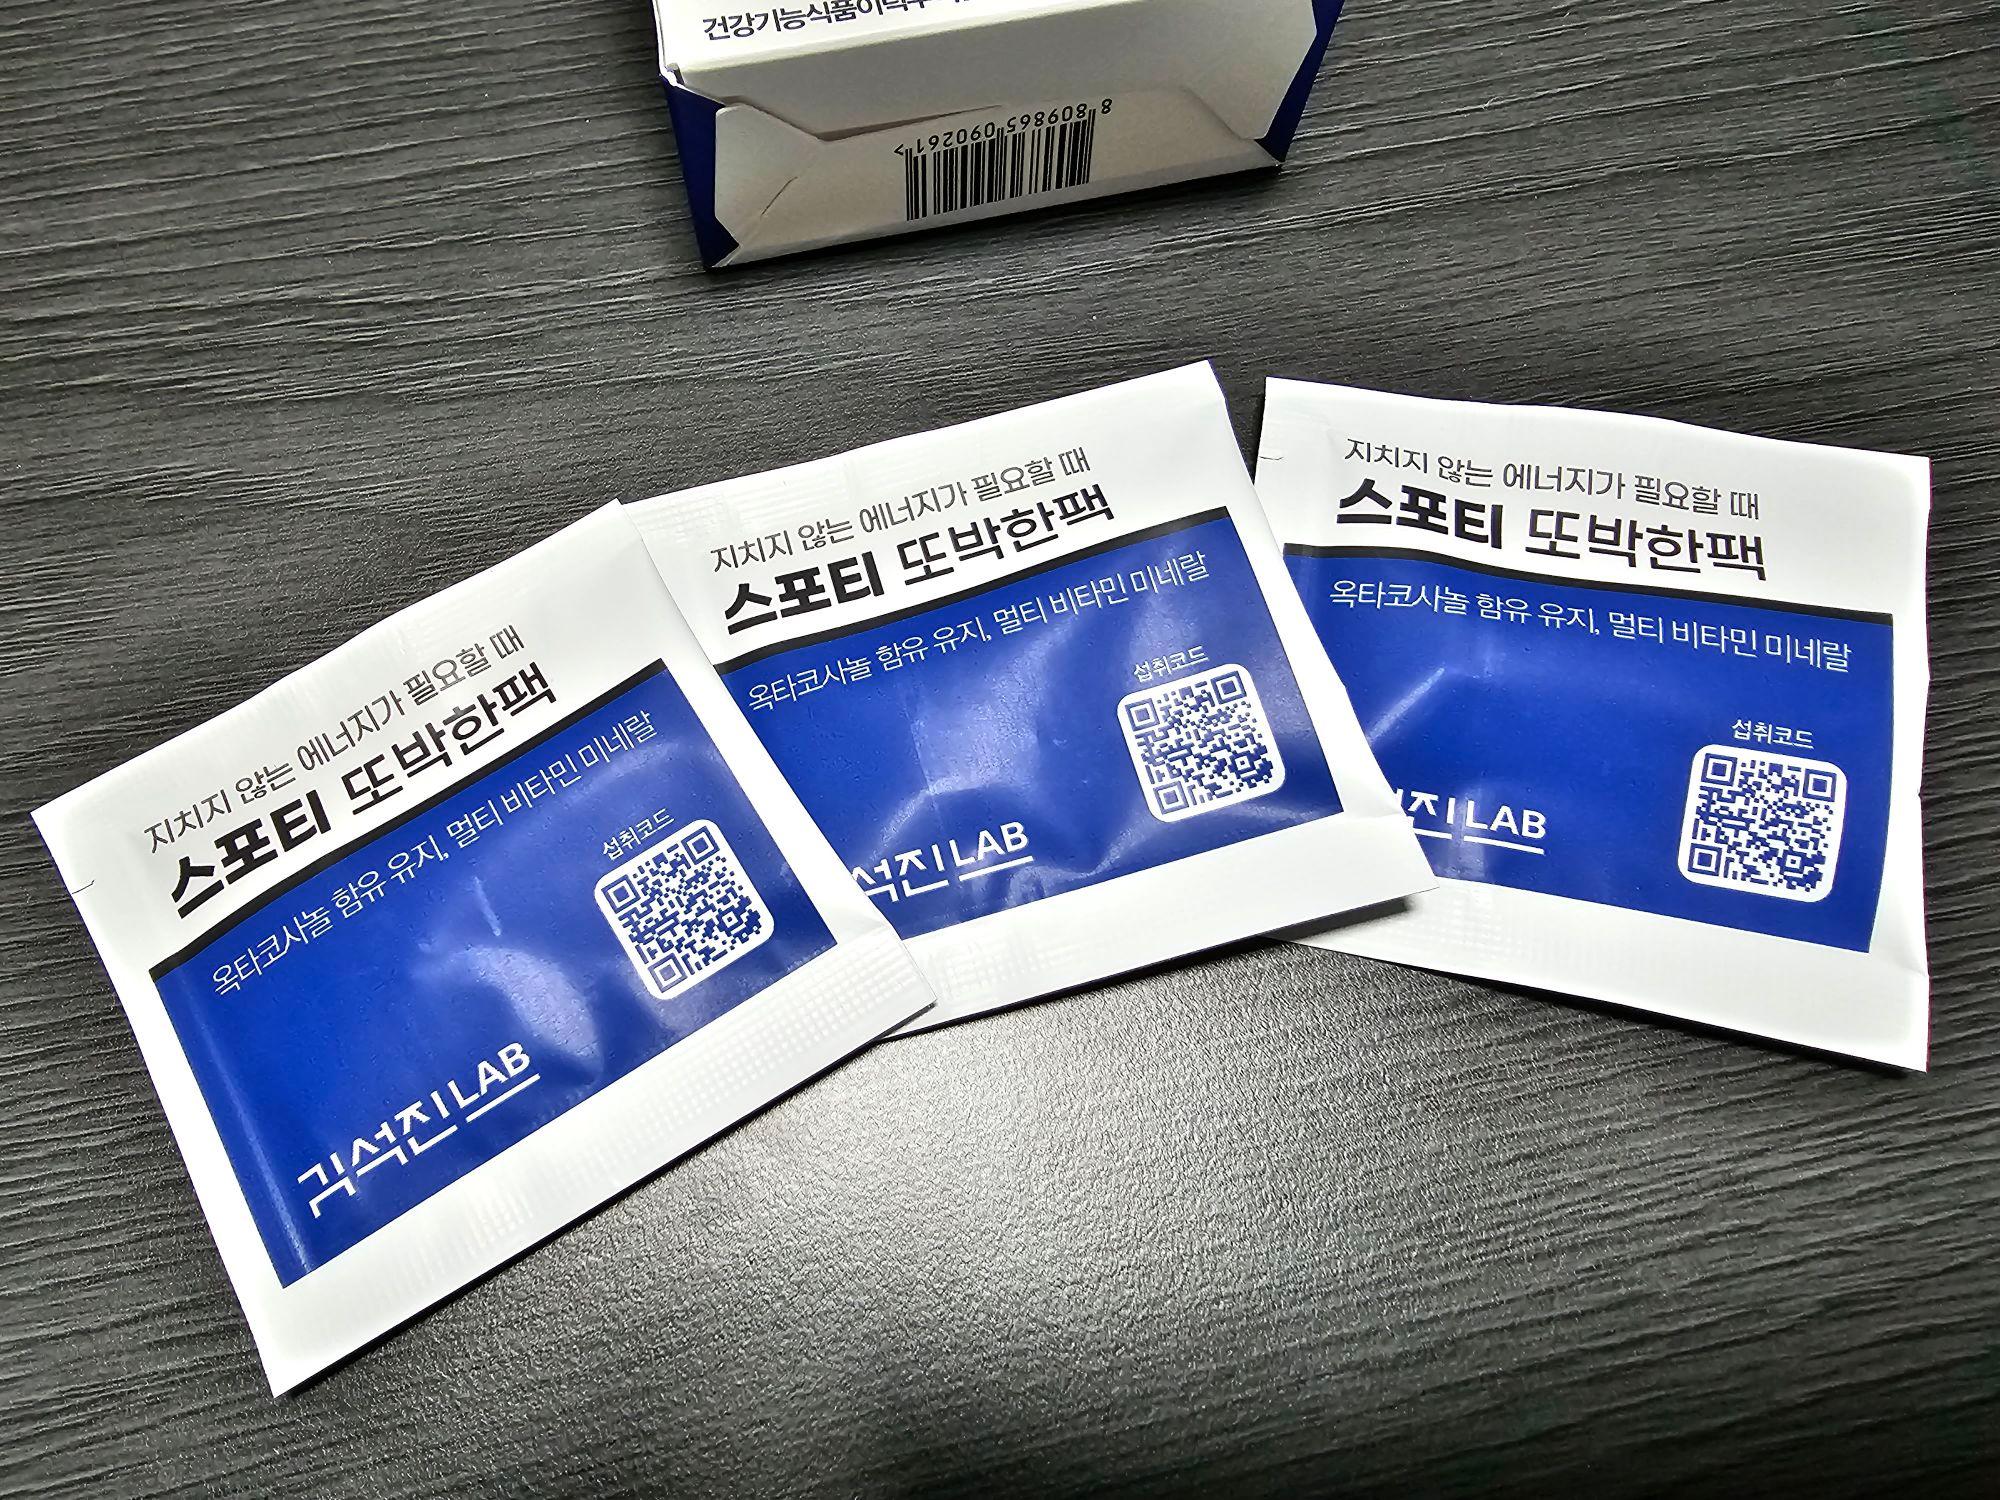 건강기능식품이력추적
8 809865 090261 >
지치지 않는 에너지가 필요할 때
스포티 또박한팩
옥타코사놀 함유 유지, 멀티 비타민 미네랄
섭취코드
김석진 LAB
지치지 않는 에너지가 필요할 때
스포티 또박한팩
옥타코사놀 함유 유지, 멀티 비타민 미네랄
섭취코드
석진 LAB
지치지 않는 에너지가 필요할 때
스포티 또박한팩
옥타코사놀 함유 유지, 멀티 비타민 미네랄
섭취코드
진 LAB